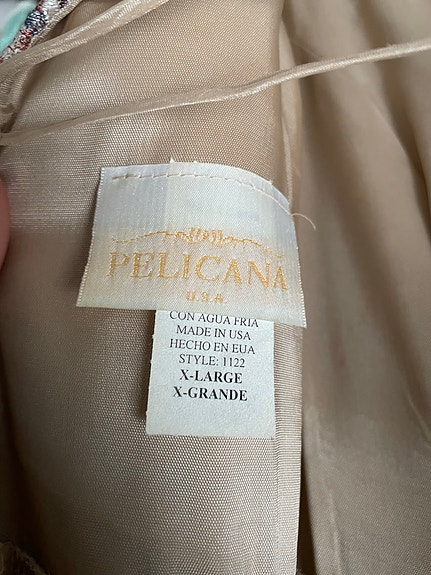 PELICANA
U.S.A.
CON AGUA FRIA
MADE IN USA
HECHO EN EUA
STYLE: 1122
X-LARGE
X-GRANDE